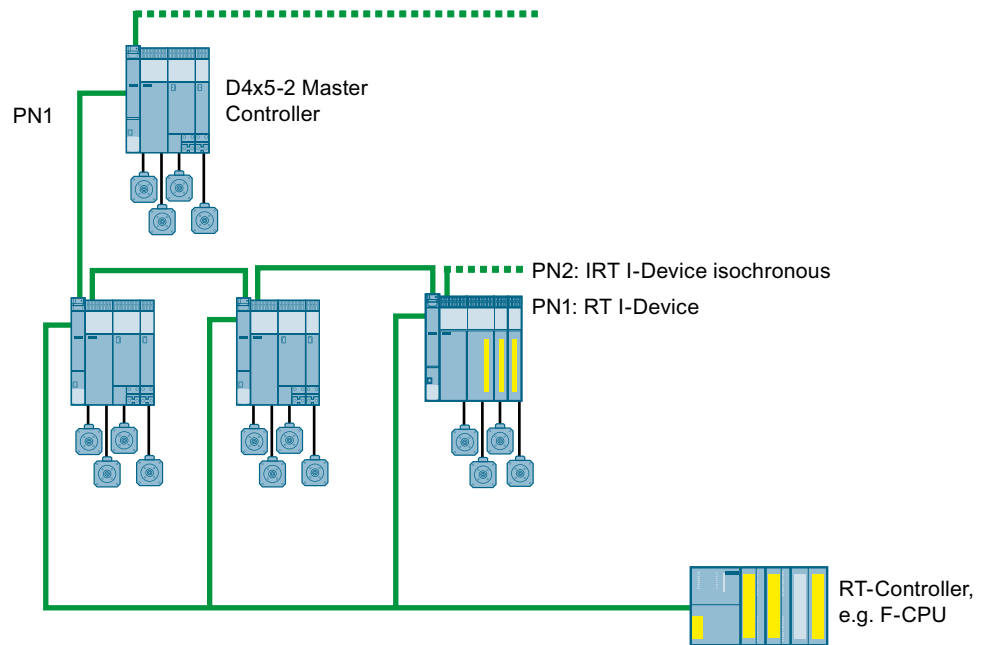 D4x5-2 Master
Controller
PN1
PN2: IRT I-Device isochronous
PN1: RT I-Device
RT-Controller,
e.g. F-CPU